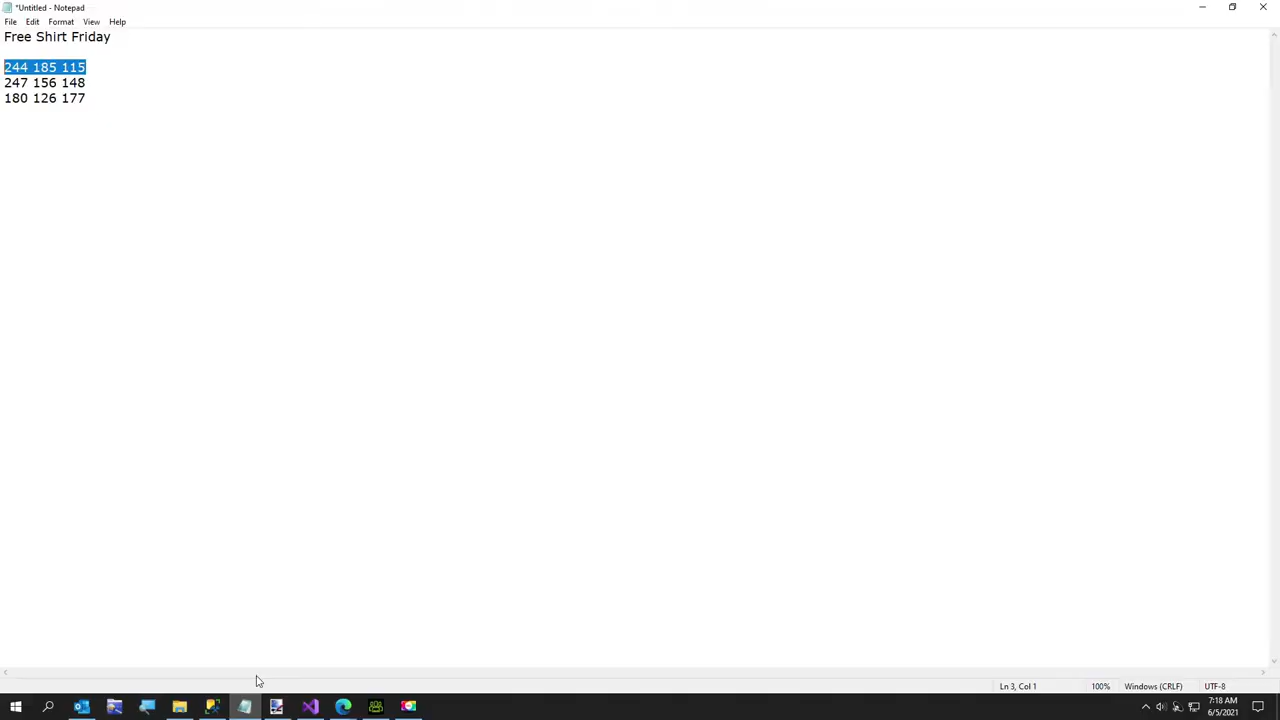 *Untitled - Notepad
File Edit Format View Help
Free Shirt Friday
244 185 115
247 156 148
180 126 177
Ln 3, Col 1 100% Windows (CRLF) UTF-8
7:18 AM
6/5/2021